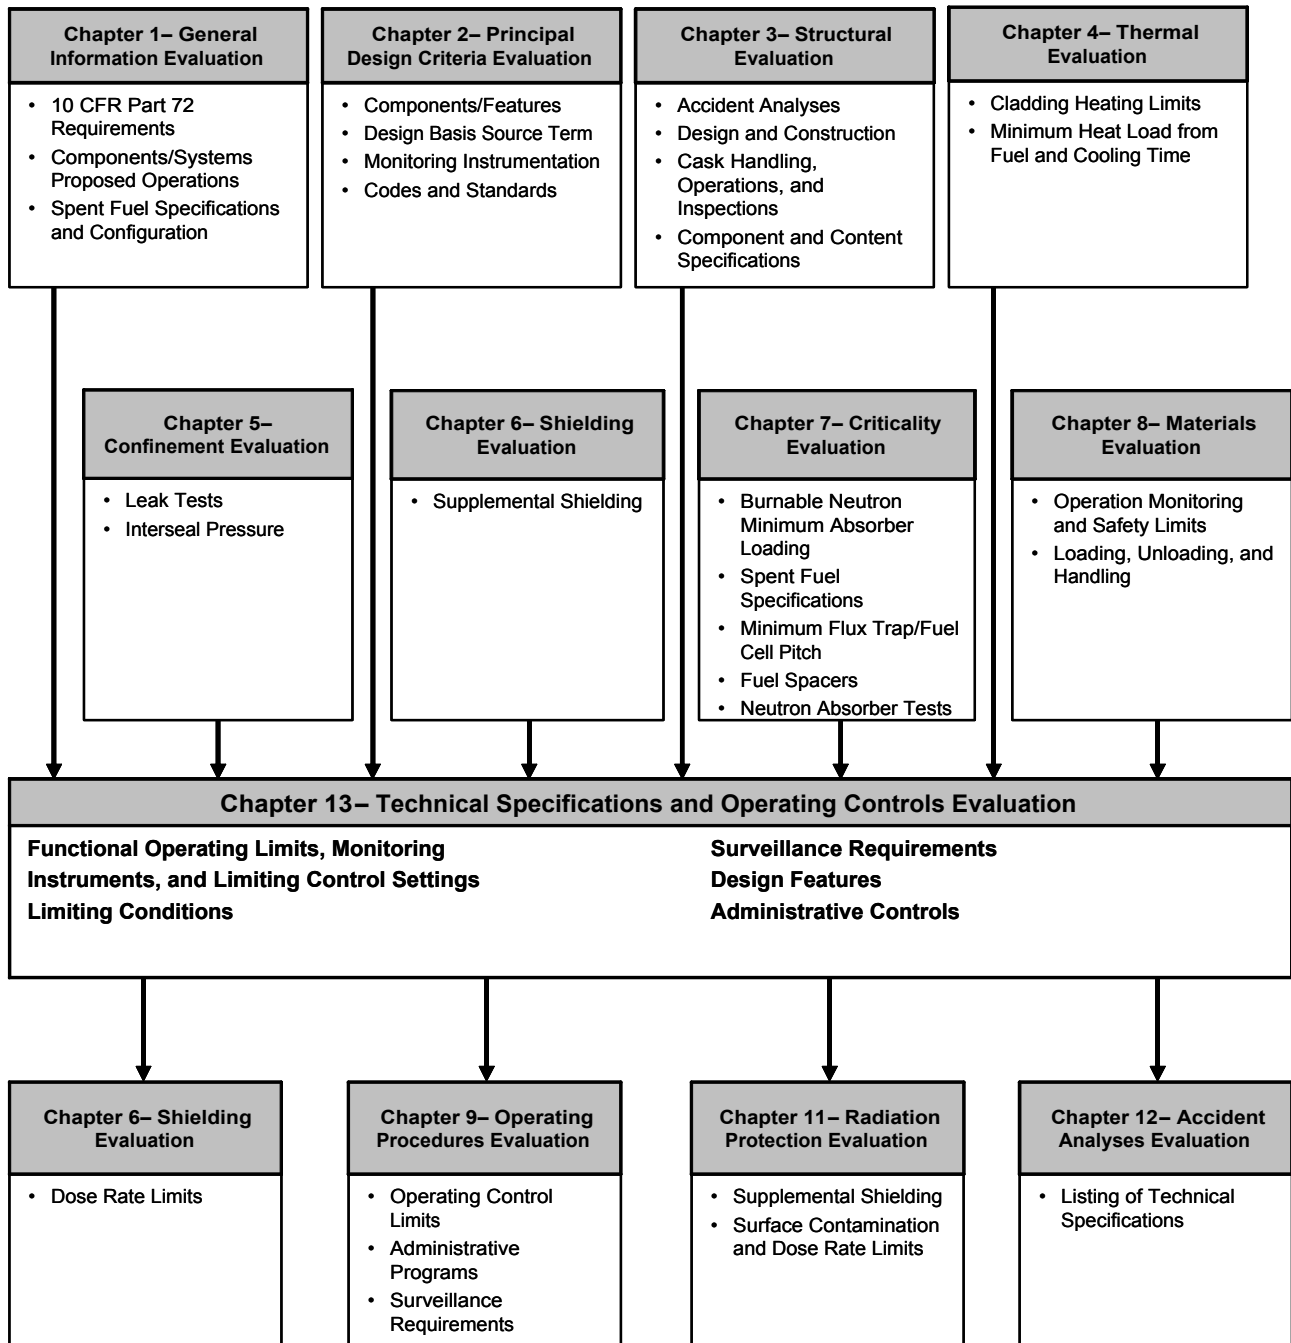 Chapter 1– General
Information Evaluation
• 10 CFR Part 72
Requirements
• Components/Systems
Proposed Operations
• Spent Fuel Specifications
and Configuration
Chapter 2– Principal
Design Criteria Evaluation
• Components/Features
• Design Basis Source Term
• Monitoring Instrumentation
• Codes and Standards
Chapter 3– Structural
Evaluation
• Accident Analyses
• Design and Construction
• Cask Handling,
Operations, and
Inspections
• Component and Content
Specifications
Chapter 4– Thermal
Evaluation
• Cladding Heating Limits
• Minimum Heat Load from
Fuel and Cooling Time
Chapter 5–
Confinement Evaluation
• Leak Tests
• Interseal Pressure
Chapter 6– Shielding
Evaluation
• Supplemental Shielding
Chapter 7– Criticality
Evaluation
• Burnable Neutron
Minimum Absorber
Loading
• Spent Fuel
Specifications
• Minimum Flux Trap/Fuel
Cell Pitch
• Fuel Spacers
• Neutron Absorber Tests
Chapter 8– Materials
Evaluation
• Operation Monitoring
and Safety Limits
• Loading, Unloading, and
Handling
Chapter 13– Technical Specifications and Operating Controls Evaluation
Functional Operating Limits, Monitoring
Instruments, and Limiting Control Settings
Limiting Conditions
Surveillance Requirements
Design Features
Administrative Controls
Chapter 6– Shielding
Evaluation
• Dose Rate Limits
Chapter 9– Operating
Procedures Evaluation
• Operating Control
Limits
• Administrative
Programs
• Surveillance
Requirements
Chapter 11– Radiation
Protection Evaluation
• Supplemental Shielding
• Surface Contamination
and Dose Rate Limits
Chapter 12– Accident
Analyses Evaluation
• Listing of Technical
Specifications